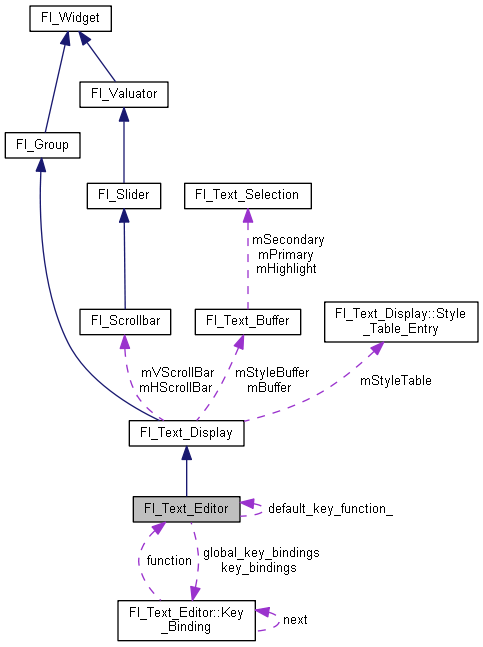 Fl_Widget
Fl_Valuator
Fl_Group
Fl_Slider
Fl_Text_Selection
mSecondary
mPrimary
mHighlight
Fl_Scrollbar
Fl_Text_Buffer
Fl_Text_Display::Style
_Table_Entry
mVScrollBar
mHScrollBar
mStyleBuffer
mBuffer
mStyleTable
Fl_Text_Display
Fl_Text_Editor
default_key_function_
function
global_key_bindings
key_bindings
Fl_Text_Editor::Key
_Binding
next